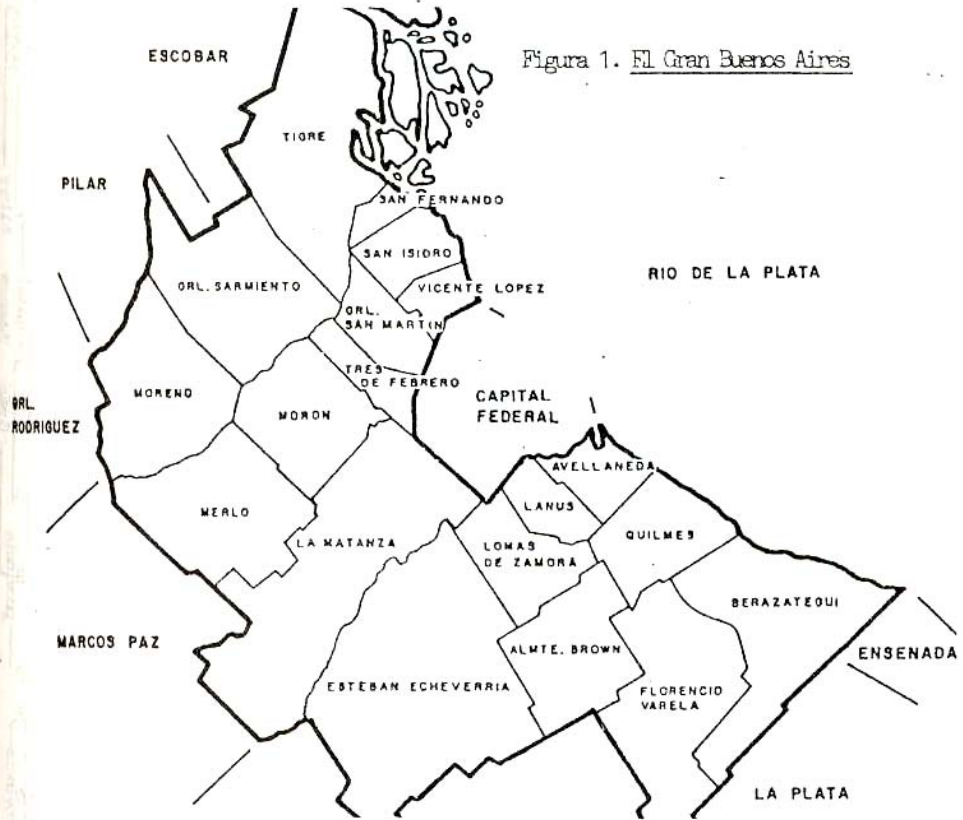 Figura 1. El Gran Buenos Aires
ESCOBAR
TIGRE
PILAR
SAN FERNANDO
SAN ISIDRO
RIO DE LA PLATA
GRL. SARMIENTO
VICENTE LOPEZ
GRL.
SAN MARTIN
TRES
DE FEBRERO
MORENO
MORON
CAPITAL
FEDERAL
GRL.
RODRIGUEZ
AVELLANEDA
LANUS
MERLO
QUILMES
LA MATANZA
LOMAS
DE ZAMORA
BERAZATEGUI
MARCOS PAZ
ALMTE. BROWN
ENSENADA
ESTEBAN ECHEVERRIA
FLORENCIO
VARELA
LA PLATA